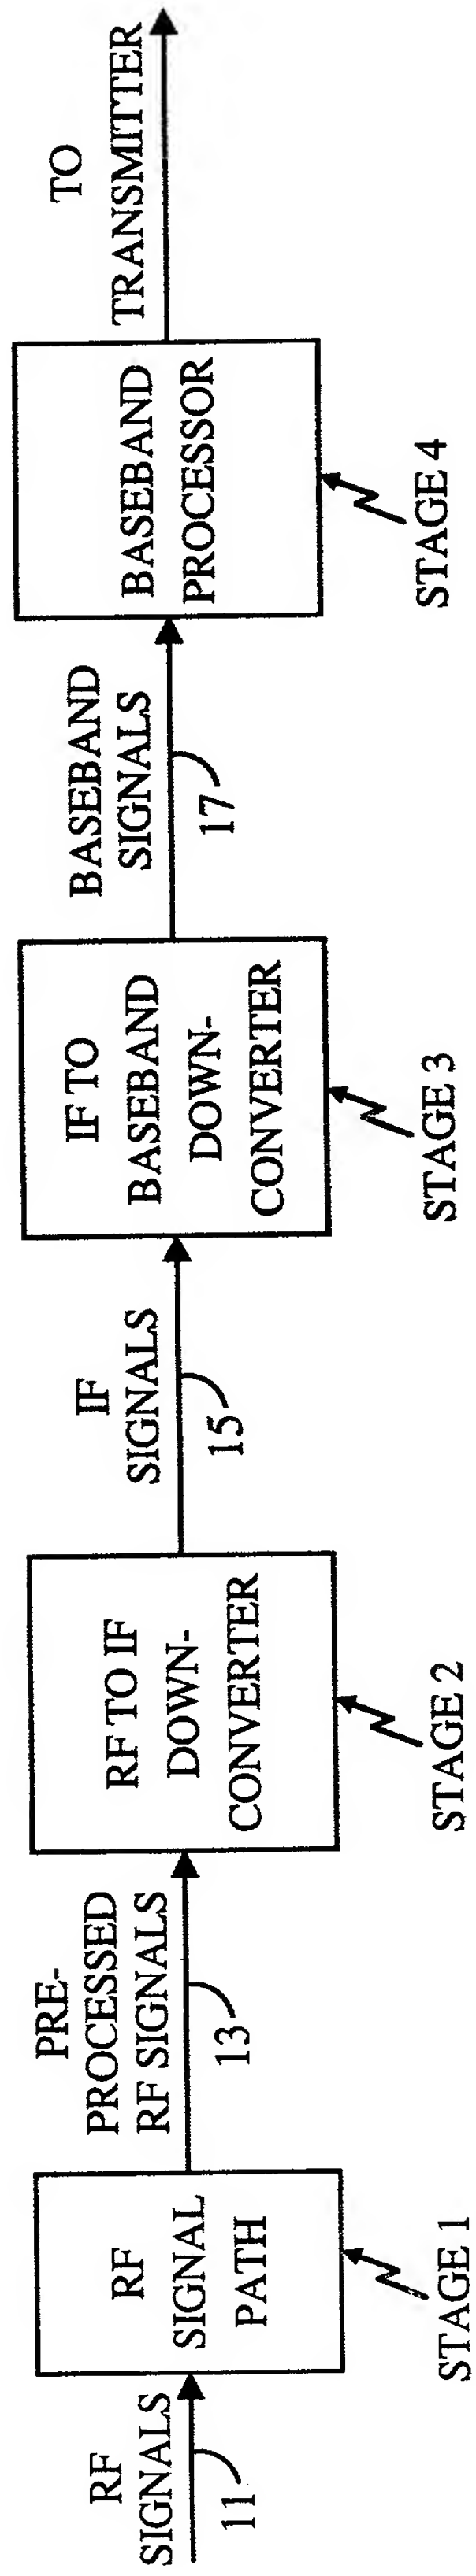 RF
SIGNALS
11
RF
SIGNAL
PATH
STAGE 1
PRE-
PROCESSED
RF SIGNALS
13
RF TO IF
DOWN-
CONVERTER
STAGE 2
IF
SIGNALS
15
IF TO
BASEBAND
DOWN-
CONVERTER
STAGE 3
BASEBAND
SIGNALS
17
BASEBAND
PROCESSOR
STAGE 4
TO
TRANSMITTER